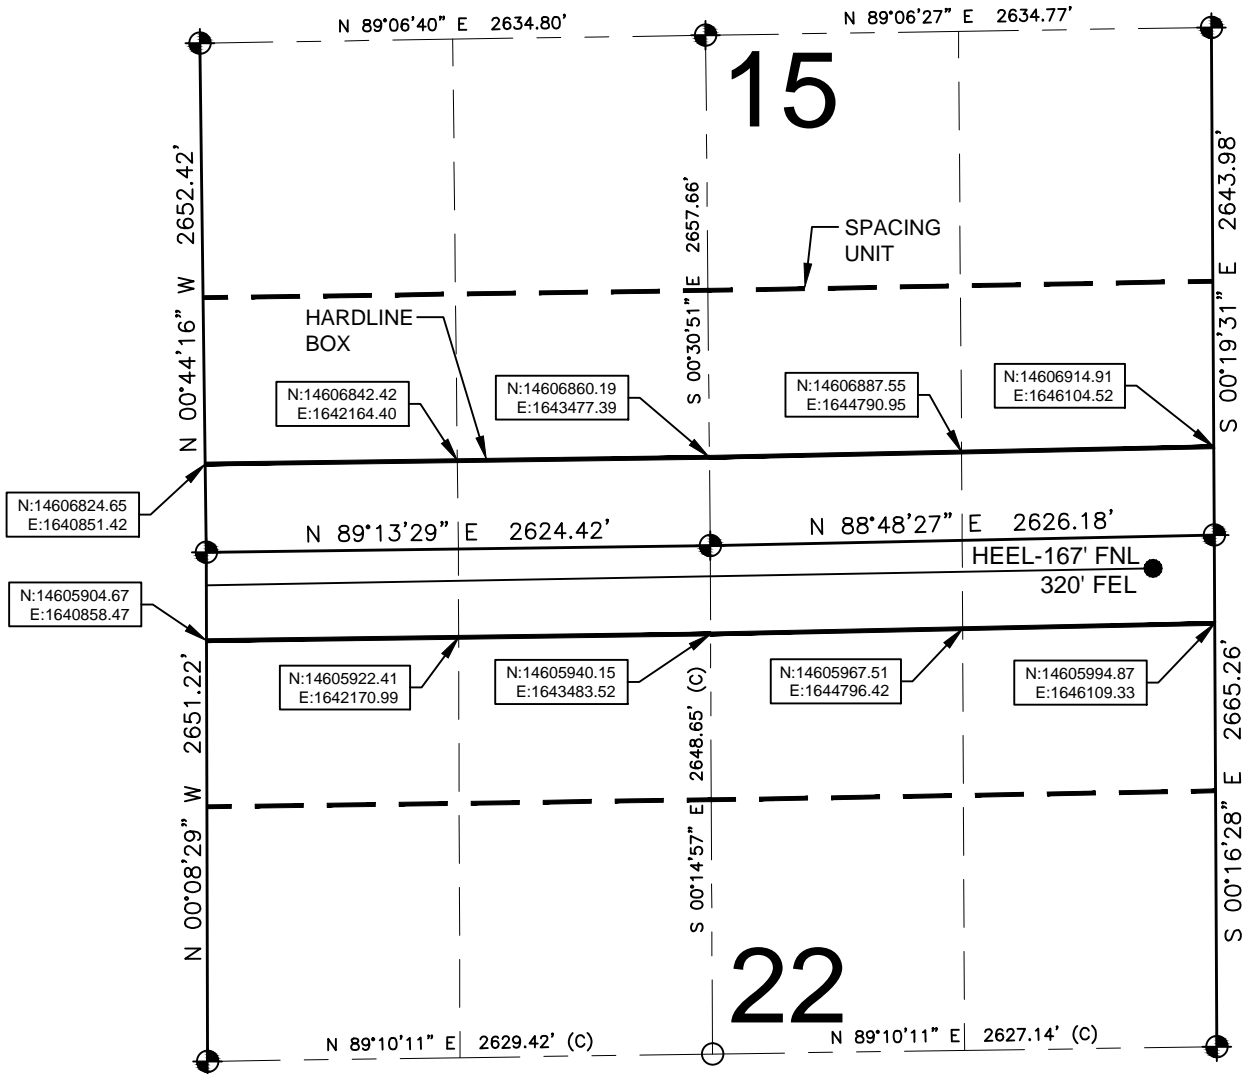 N 89°06'40" E 2634.80'
N 89°06'27" E 2634.77'
15
N 00°44'16" W 2652.42'
S 00°30'51" E 2657.66'
S 00°19'31" E 2643.98'
SPACING
UNIT
HARDLINE
BOX
N:14606842.42
E:1642164.40
N:14606860.19
E:1643477.39
N:14606887.55
E:1644790.95
N:14606914.91
E:1646104.52
N:14606824.65
E:1640851.42
N 89°13'29" E 2624.42'
N 88°48'27" E 2626.18'
HEEL-167' FNL
320' FEL
N:14605904.67
E:1640858.47
N:14605922.41
E:1642170.99
N:14605940.15
E:1643483.52
N:14605967.51
E:1644796.42
N:14605994.87
E:1646109.33
N 00°08'29" W 2651.22'
S 00°14'57" E 2648.65' (C)
S 00°16'28" E 2665.26'
22
N 89°10'11" E 2629.42' (C)
N 89°10'11" E 2627.14' (C)